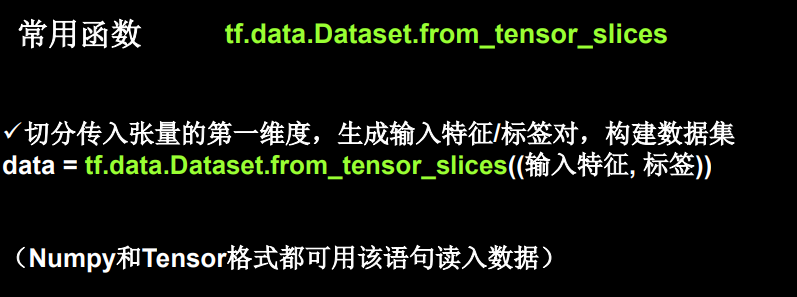 常用函数 tf.data.Dataset.from_tensor_slices
✓切分传入张量的第一维度，生成输入特征/标签对，构建数据集
data = tf.data.Dataset.from_tensor_slices((输入特征, 标签))
（Numpy和Tensor格式都可用该语句读入数据）